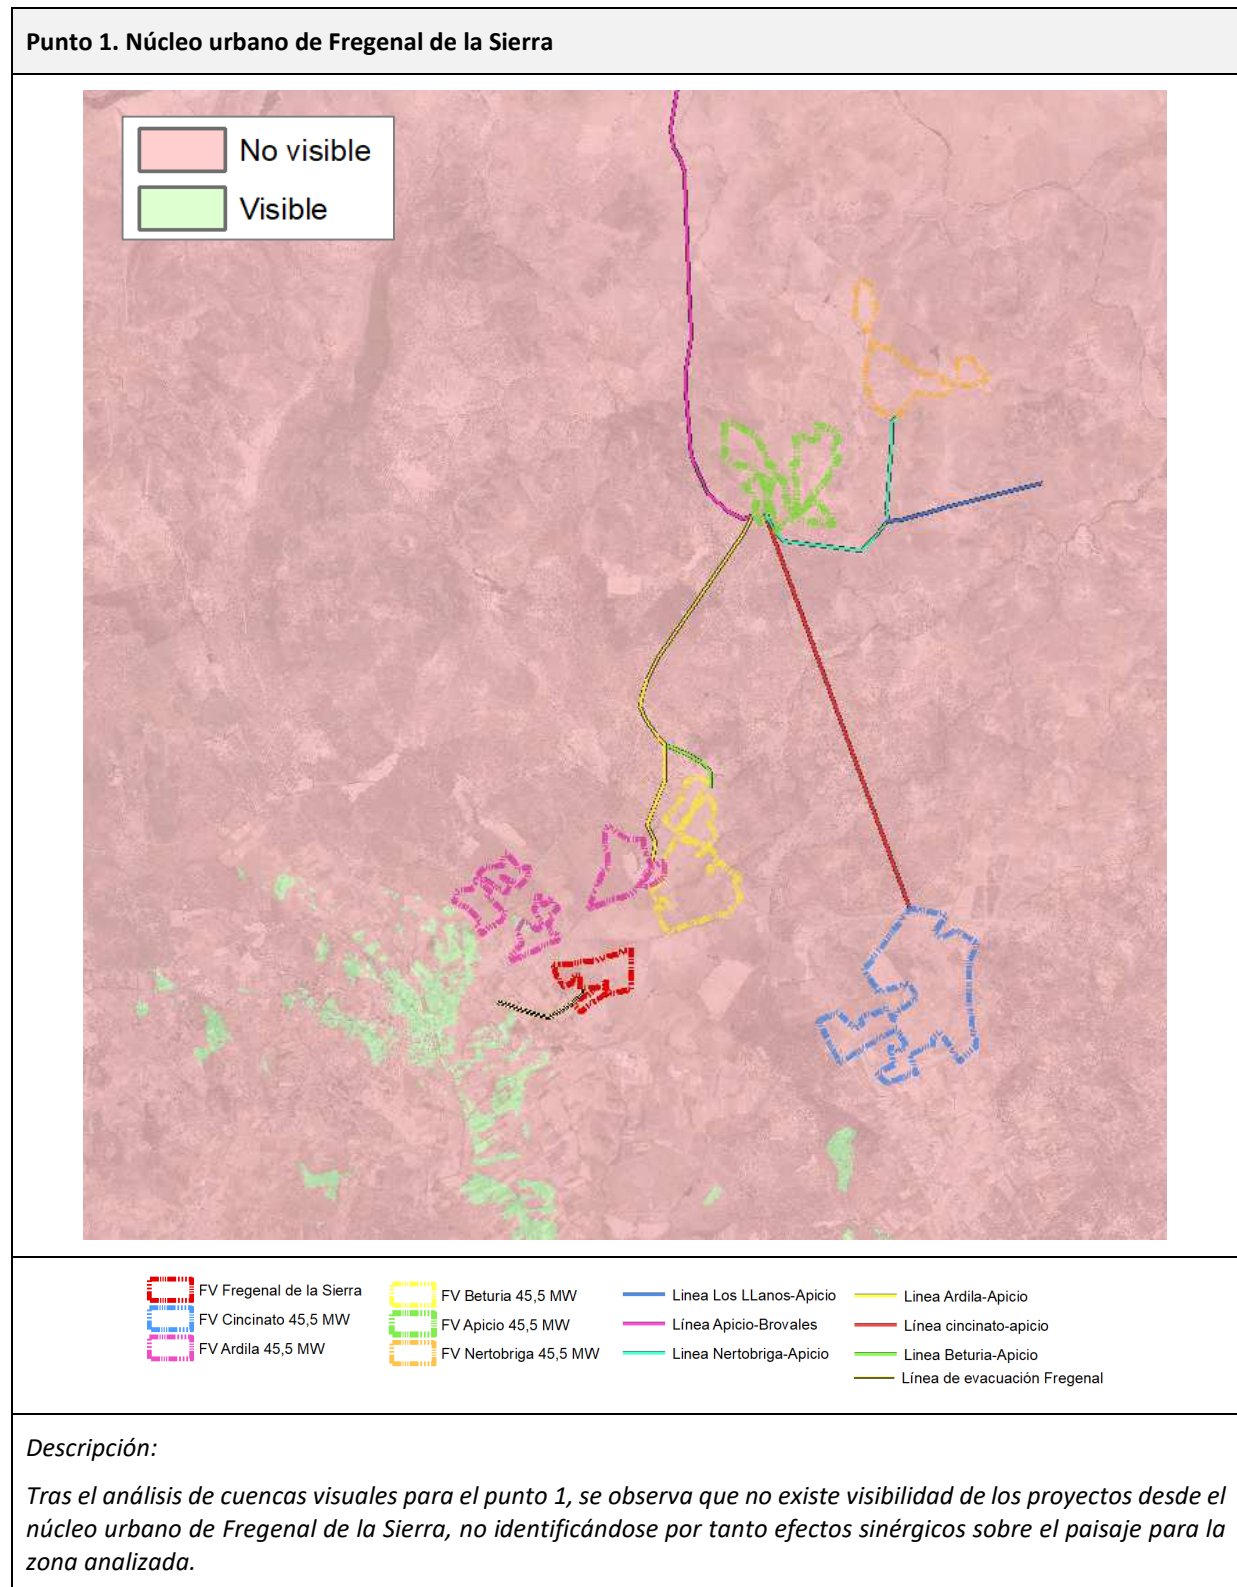 Punto 1. Núcleo urbano de Fregenal de la Sierra
No visible
Visible
FV Fregenal de la Sierra
FV Cincinato 45,5 MW
FV Ardila 45,5 MW
FV Beturia 45,5 MW
FV Apicio 45,5 MW
FV Nertobriga 45,5 MW
Linea Los LLanos-Apicio
Línea Apicio-Brovales
Linea Nertobriga-Apicio
Linea Ardila-Apicio
Línea cincinato-apicio
Linea Beturia-Apicio
Línea de evacuación Fregenal
Descripción:
Tras el análisis de cuencas visuales para el punto 1, se observa que no existe visibilidad de los proyectos desde el
núcleo urbano de Fregenal de la Sierra, no identificándose por tanto efectos sinérgicos sobre el paisaje para la
zona analizada.